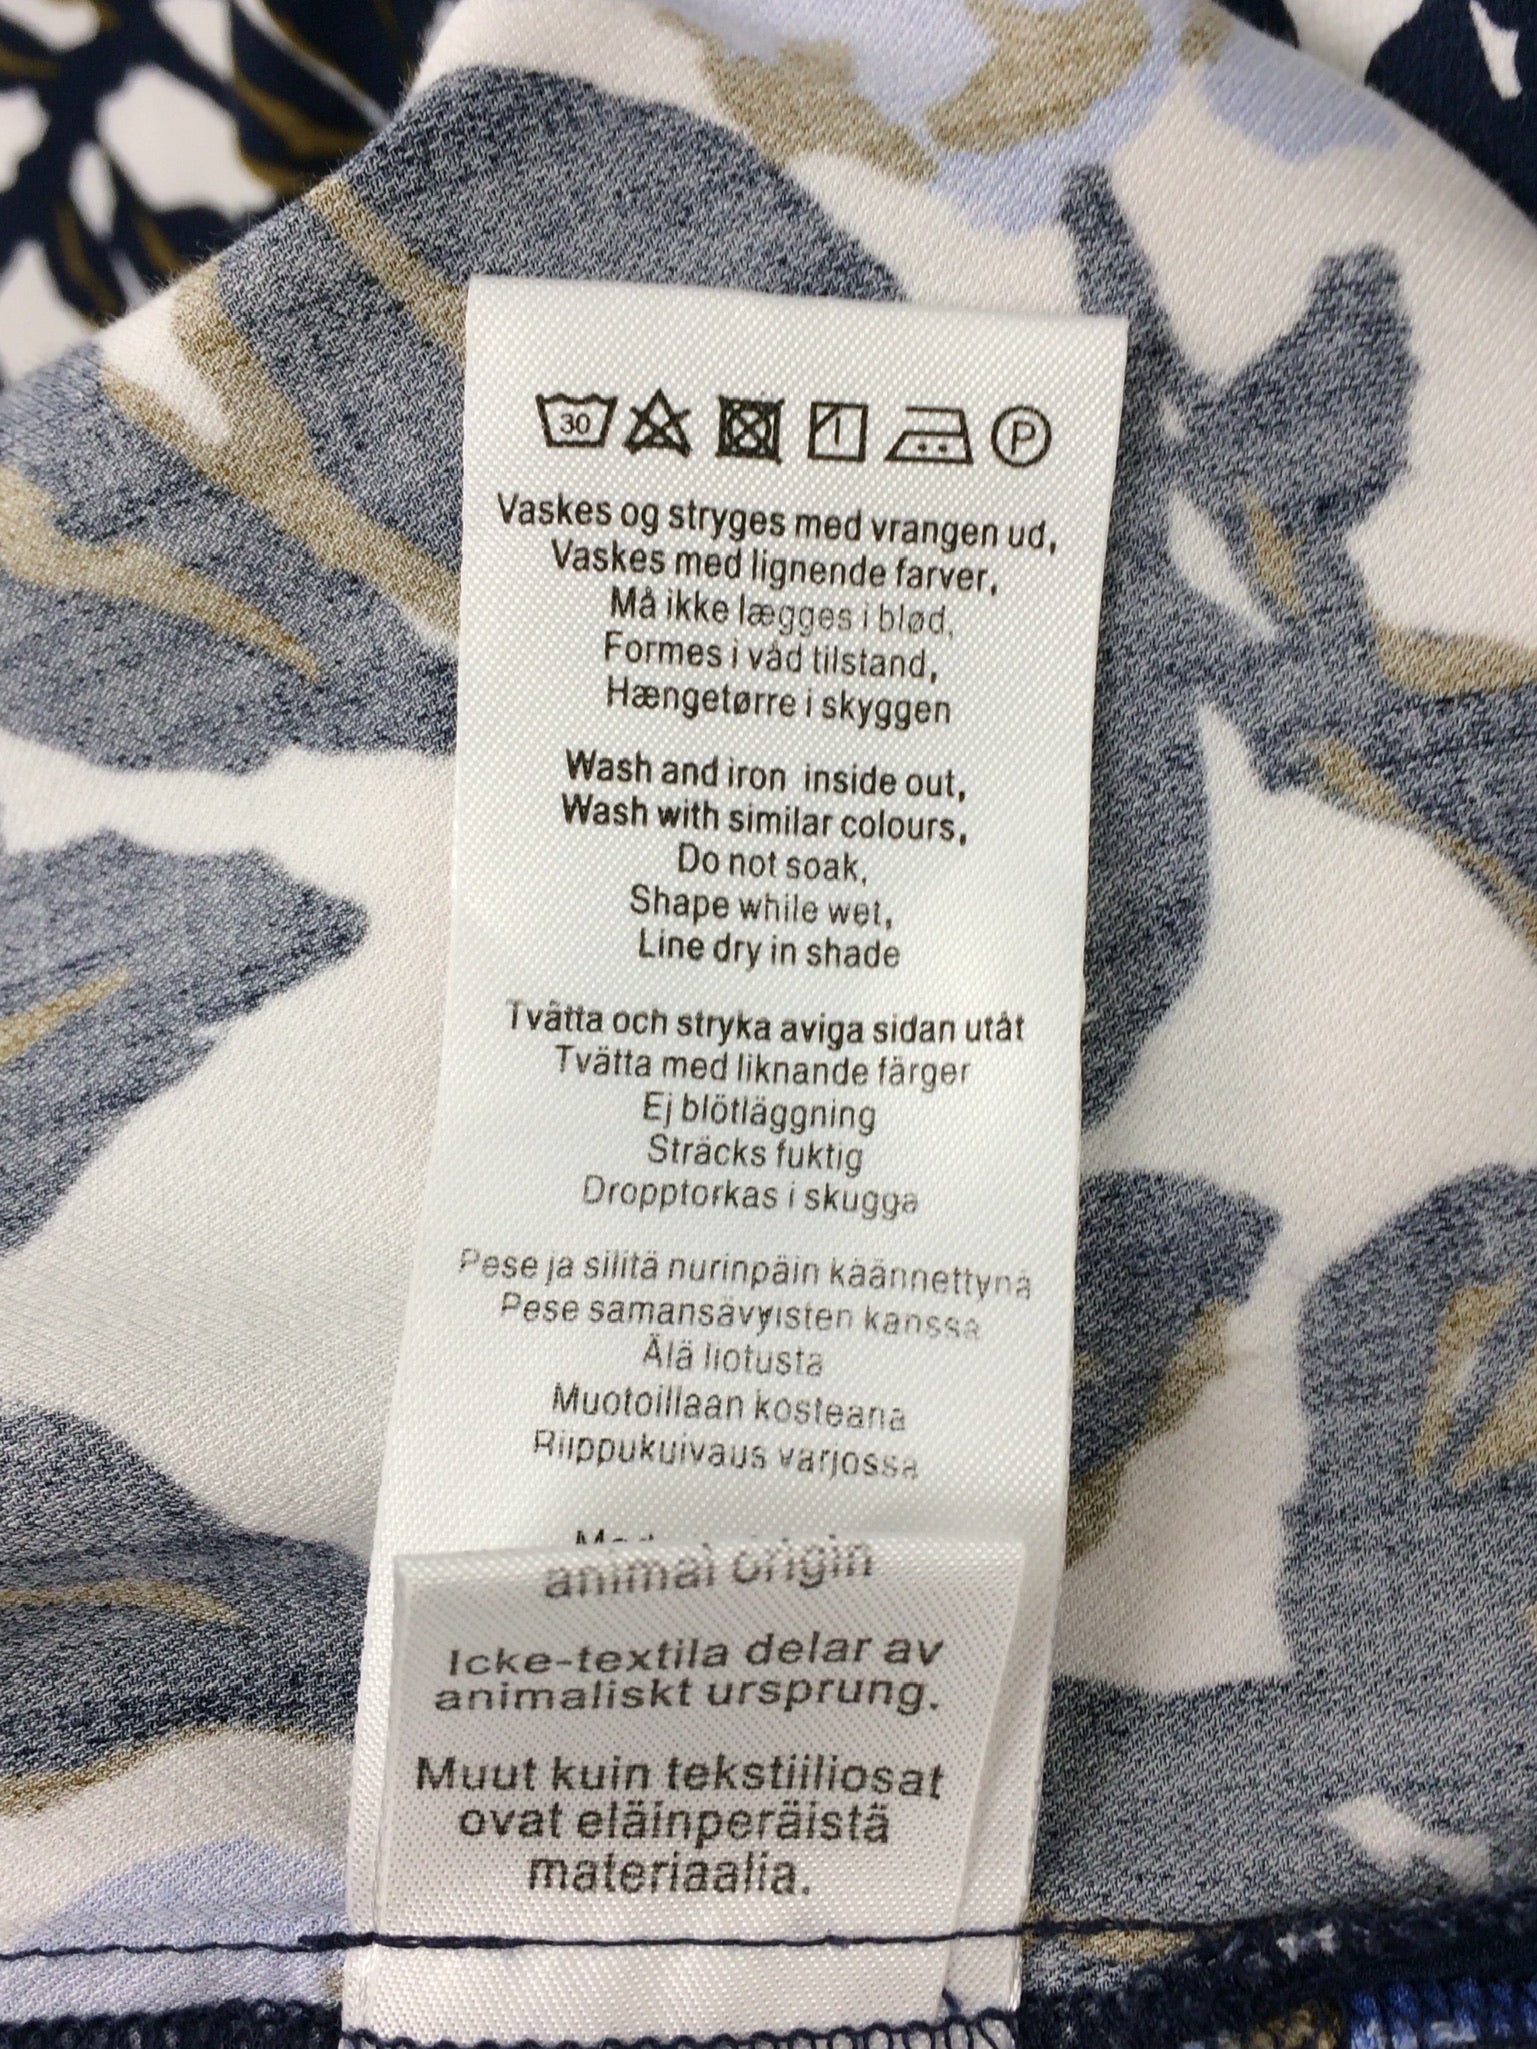 30
P
Vaskes og stryges med vrangen ud,
Vaskes med lignende farver,
Må ikke lægges i blød,
Formes i våd tilstand,
Hængetørre i skyggen
Wash and iron inside out,
Wash with similar colours,
Do not soak,
Shape while wet,
Line dry in shade
Tvätta och stryka aviga sidan utåt
Tvätta med liknande färger
Ej blötläggning
Sträcks fuktig
Dropptorkas i skugga
Pese ja silitä nurinpäin käännettynä
Pese samansävyisten kanssa
Älä liotusta
Muotoillaan kosteana
Riippukuivaus varjossa
animal origin
Icke-textila delar av
animaliskt ursprung.
Muut kuin tekstiiliosat
ovat eläinperäistä
materiaalia.